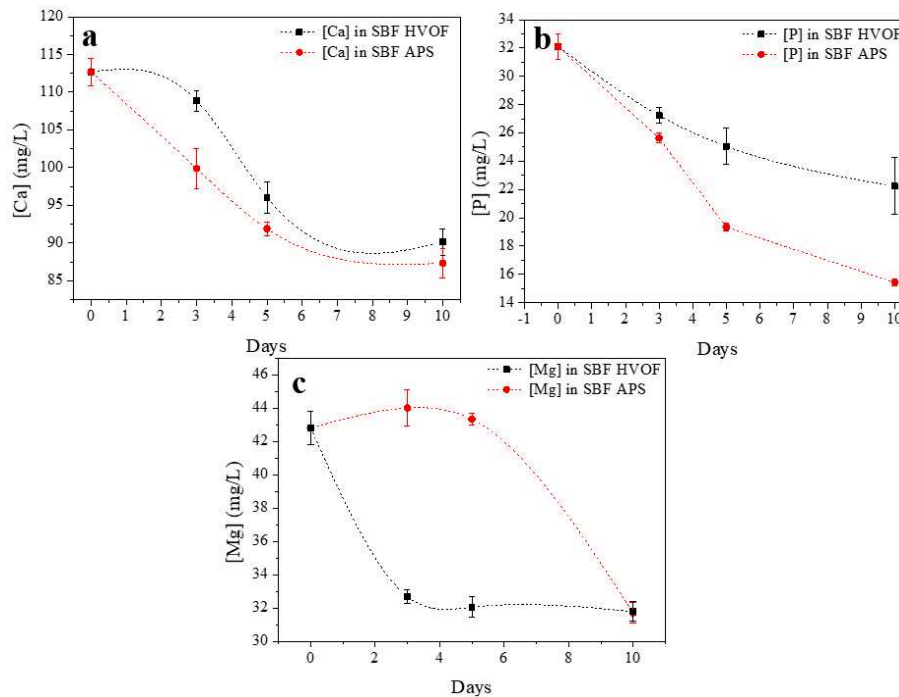 a
[Ca] in SBF HVOF
[Ca] in SBF APS
[Ca] (mg/L)
120
115
110
105
100
95
90
85
0 1 2 3 4 5 6 7 8 9 10
Days
b
[P] in SBF HVOF
[P] in SBF APS
[P] (mg/L)
34
32
30
28
26
24
22
20
18
16
14
-1 0 1 2 3 4 5 6 7 8 9 10
Days
c
[Mg] in SBF HVOF
[Mg] in SBF APS
[Mg] (mg/L)
46
44
42
40
38
36
34
32
30
0 2 4 6 8 10
Days